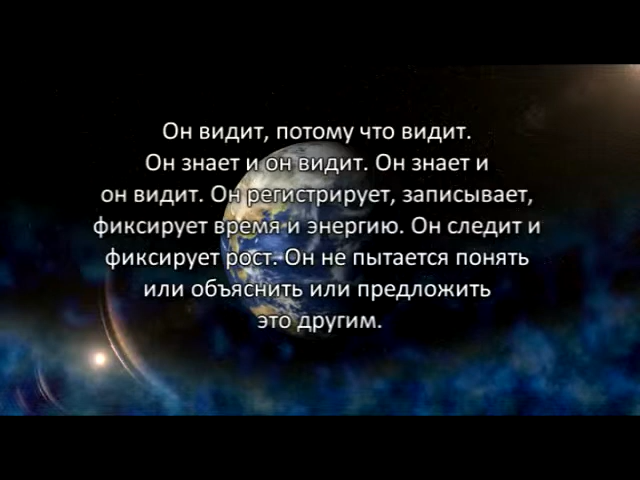 Он видит, потому что видит.
Он знает и он видит. Он знает и
он видит. Он регистрирует, записывает,
фиксирует время и энергию. Он следит и
фиксирует рост. Он не пытается понять
или объяснить или предложить
это другим.